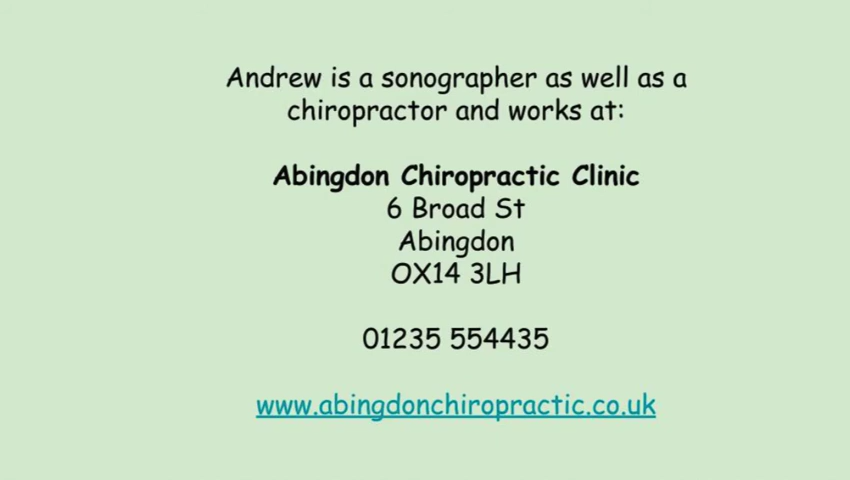 Andrew is a sonographer as well as a
chiropractor and works at:
Abingdon Chiropractic Clinic
6 Broad St
Abingdon
OX14 3LH
01235 554435
www.abingdonchiropractic.co.uk